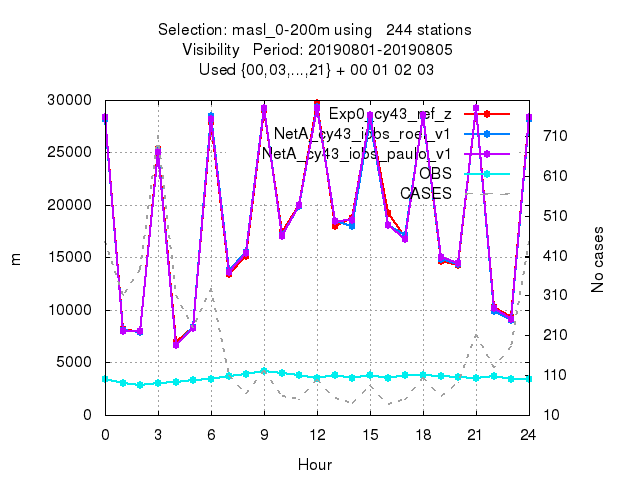 Selection: masl_0-200m using   244 stations
Visibility   Period: 20190801-20190805
Used {00,03,...,21} + 00 01 02 03
30000
25000
20000
15000
10000
5000
0
m
Exp0_cy43_ref_z
NetA_cy43_iobs_roel_v1
NetA_cy43_iobs_paulo_v1
OBS
CASES
710
610
510
410
310
210
110
10
No cases
0 3 6 9 12 15 18 21 24
Hour